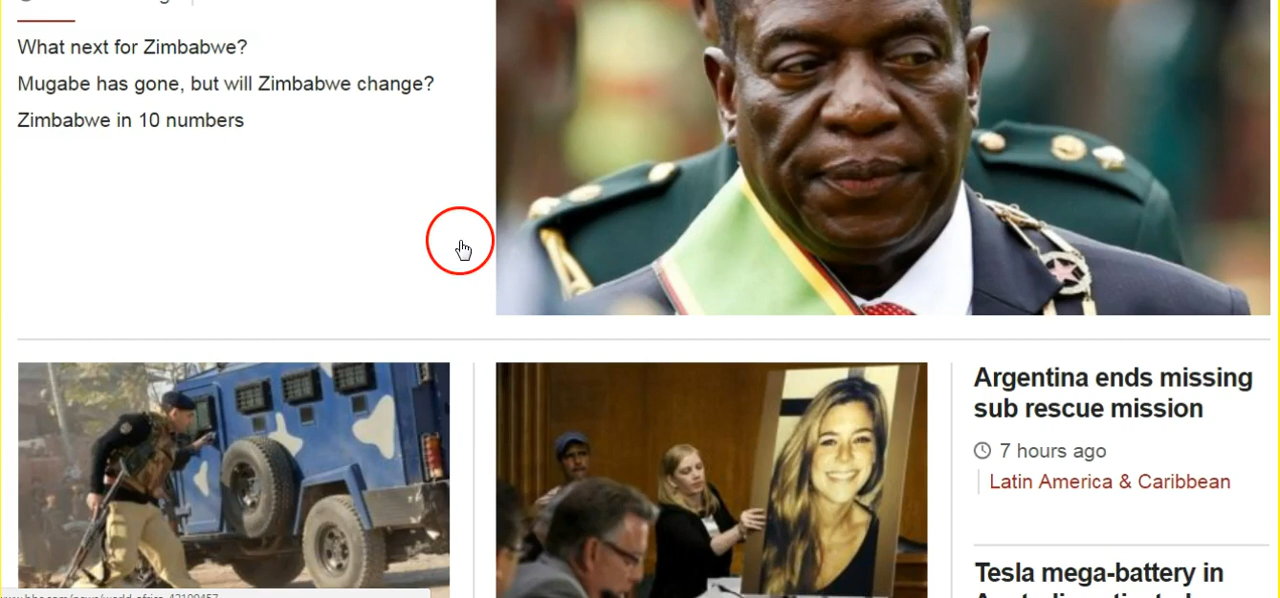 What next for Zimbabwe?
Mugabe has gone, but will Zimbabwe change?
Zimbabwe in 10 numbers
Argentina ends missing
sub rescue mission
7 hours ago
Latin America & Caribbean
Tesla mega-battery in